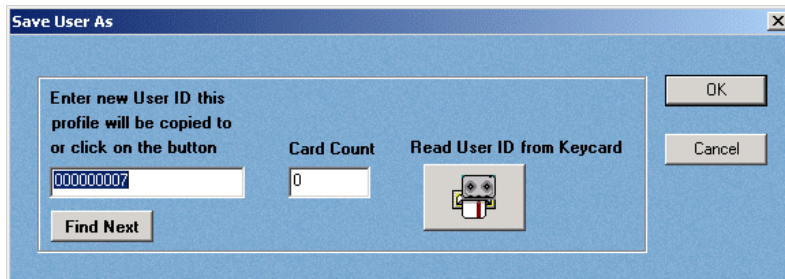 Save User As
Enter new User ID this
profile will be copied to
or click on the button
000000007
Find Next
Card Count
0
Read User ID from Keycard
OK
Cancel